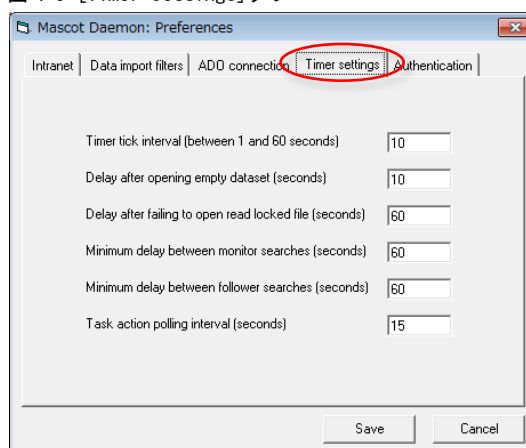 Mascot Daemon: Preferences
Intranet Data import filters ADO connection Timer settings Authentication
Timer tick interval (between 1 and 60 seconds) 10
Delay after opening empty dataset (seconds) 10
Delay after failing to open read locked file (seconds) 60
Minimum delay between monitor searches (seconds) 60
Minimum delay between follower searches (seconds) 60
Task action polling interval (seconds) 15
Save Cancel